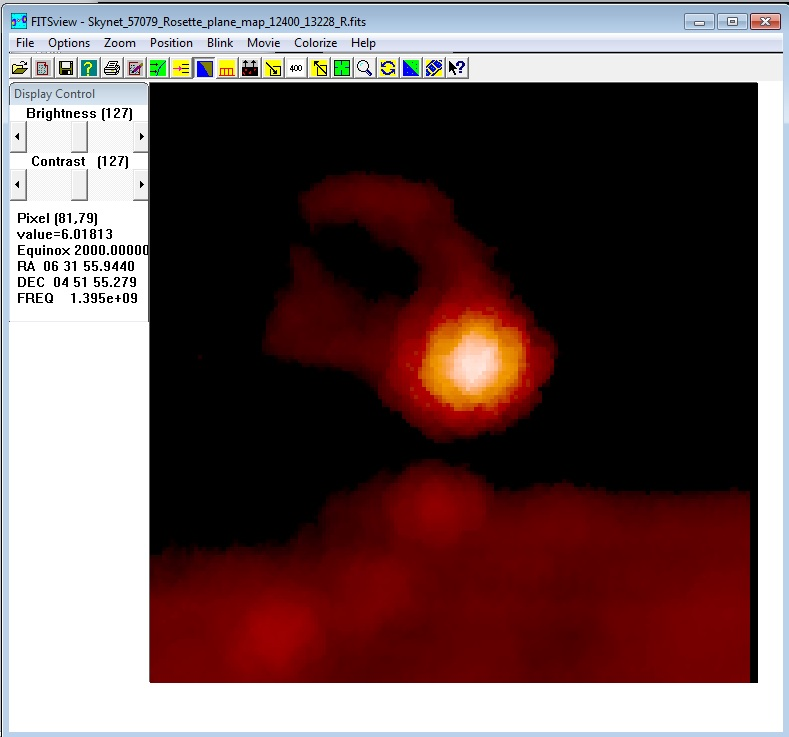 FITSview - Skynet_57079_Rosette_plane_map_12400_13228_R.fits
File Options Zoom Position Blink Movie Colorize Help
400
Display Control
Brightness (127)
Contrast (127)
Pixel (81,79)
value=6.01813
Equinox 2000.00000
RA 06 31 55.9440
DEC 04 51 55.279
FREQ 1.395e+09